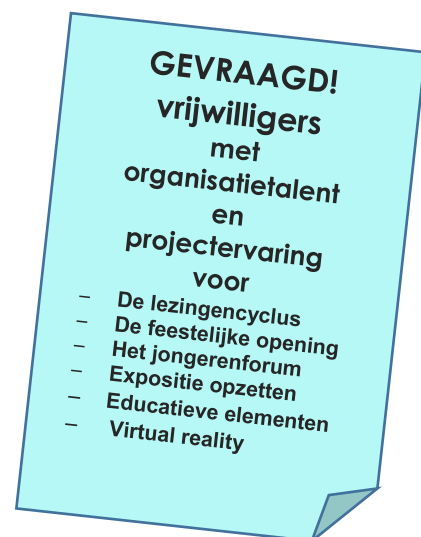 GEVRAAGD!
vrijwilligers
met
organisatietalent
en
projectervaring
voor
– De lezingencyclus
– De feestelijke opening
– Het jongerenforum
– Expositie opzetten
– Educatieve elementen
– Virtual reality